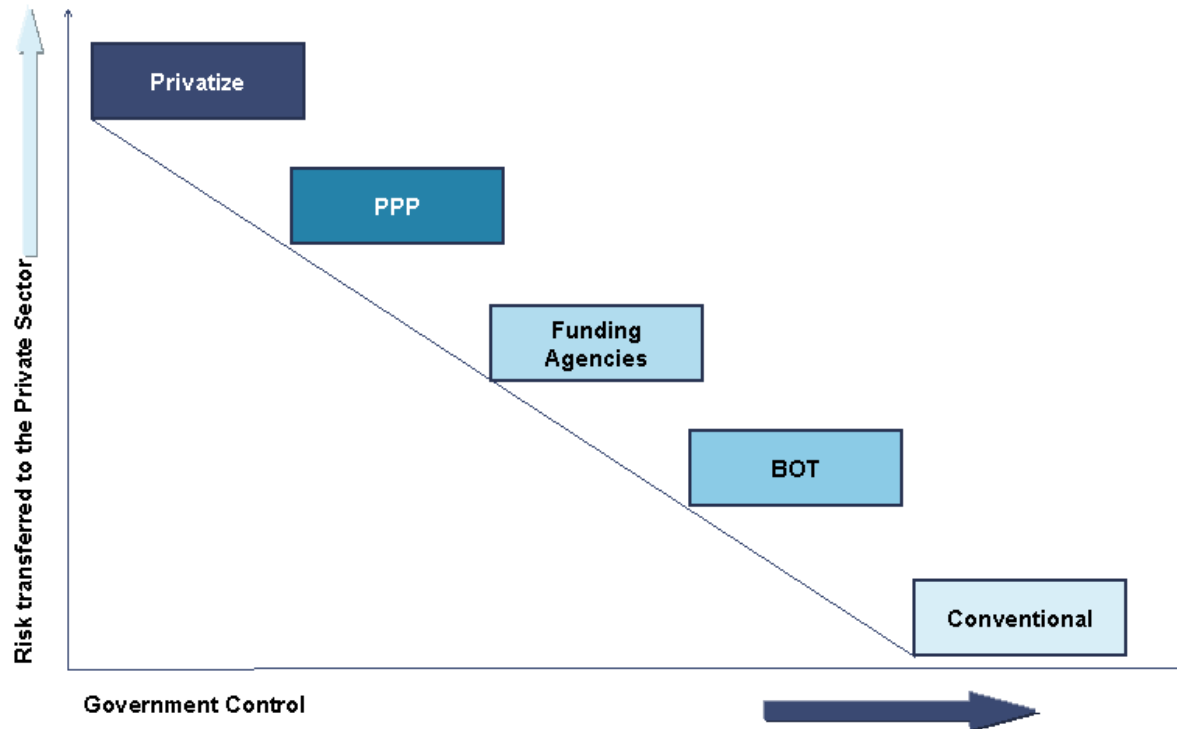 Privatize
PPP
Funding
Agencies
BOT
Conventional
Risk transferred to the Private Sector
Government Control